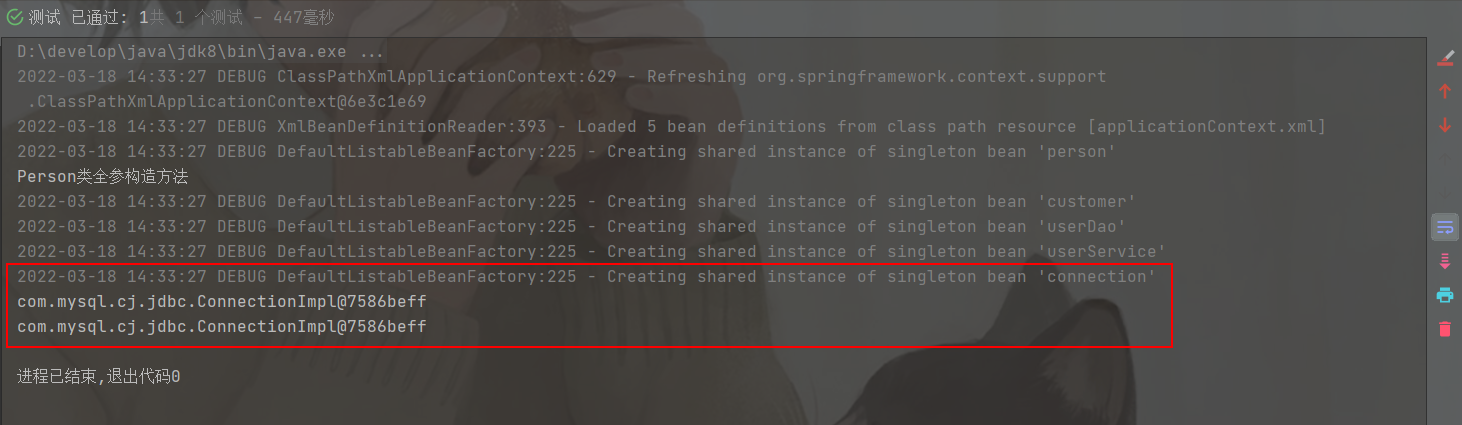 测试 已通过: 1共 1 个测试 – 447毫秒
D:\develop\java\jdk8\bin\java.exe ...
2022-03-18 14:33:27 DEBUG ClassPathXmlApplicationContext:629 - Refreshing org.springframework.context.support
.ClassPathXmlApplicationContext@6e3c1e69
2022-03-18 14:33:27 DEBUG XmlBeanDefinitionReader:393 - Loaded 5 bean definitions from class path resource [applicationContext.xml]
2022-03-18 14:33:27 DEBUG DefaultListableBeanFactory:225 - Creating shared instance of singleton bean 'person'
Person类全参构造方法
2022-03-18 14:33:27 DEBUG DefaultListableBeanFactory:225 - Creating shared instance of singleton bean 'customer'
2022-03-18 14:33:27 DEBUG DefaultListableBeanFactory:225 - Creating shared instance of singleton bean 'userDao'
2022-03-18 14:33:27 DEBUG DefaultListableBeanFactory:225 - Creating shared instance of singleton bean 'userService'
2022-03-18 14:33:27 DEBUG DefaultListableBeanFactory:225 - Creating shared instance of singleton bean 'connection'
com.mysql.cj.jdbc.ConnectionImpl@7586beff
com.mysql.cj.jdbc.ConnectionImpl@7586beff
进程已结束,退出代码0